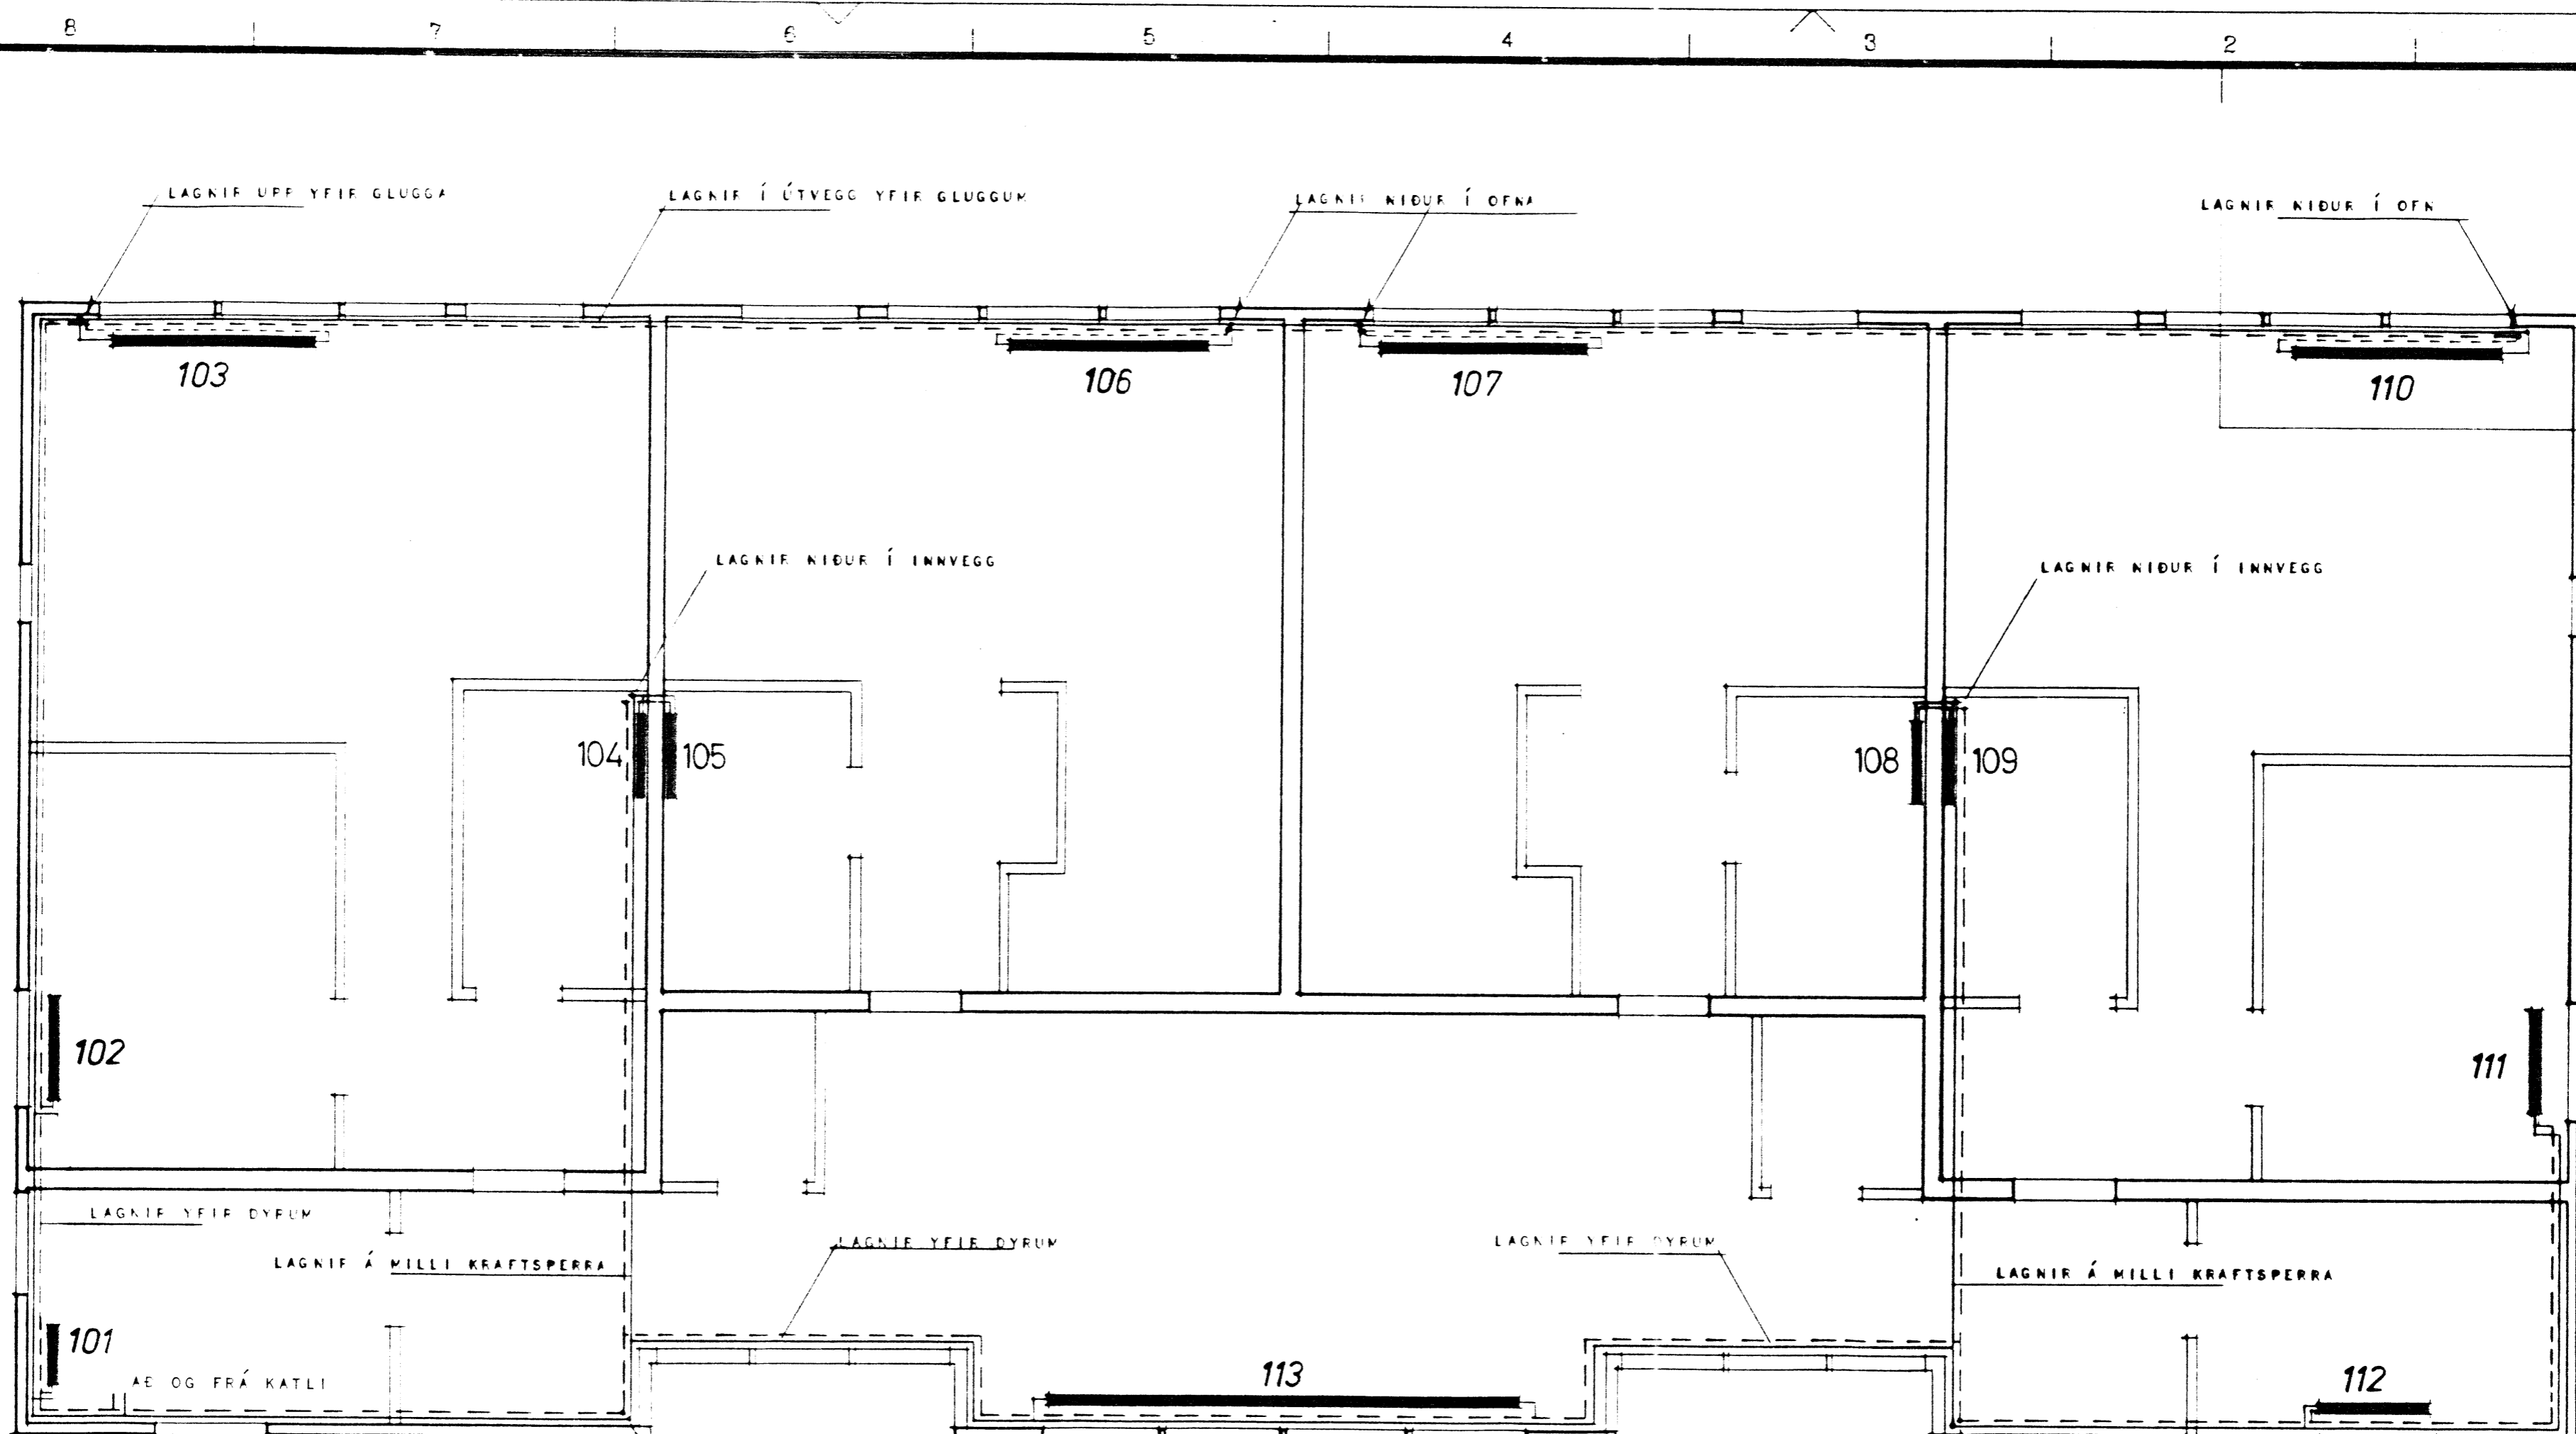 8 7 6 5 4 3 2
LAGNIR UPP YFIR GLUGGA
LAGNIR Í ÚTVEGG YFIR GLUGGUM
LAGNIR NIÐUR Í OFNA
LAGNIR NIÐUR Í OFN
103
106
107
110
LAGNIR NIÐUR Í INNVEGG
LAGNIR NIÐUR Í INNVEGG
104
105
108
109
102
111
LAGNIR YFIR DYRUM
LAGNIR YFIR DYRUM
LAGNIR YFIR DYRUM
LAGNIR Á MILLI KRAFTSPERRA
LAGNIR Á MILLI KRAFTSPERRA
101
113
112
AÐ OG FRÁ KATLI